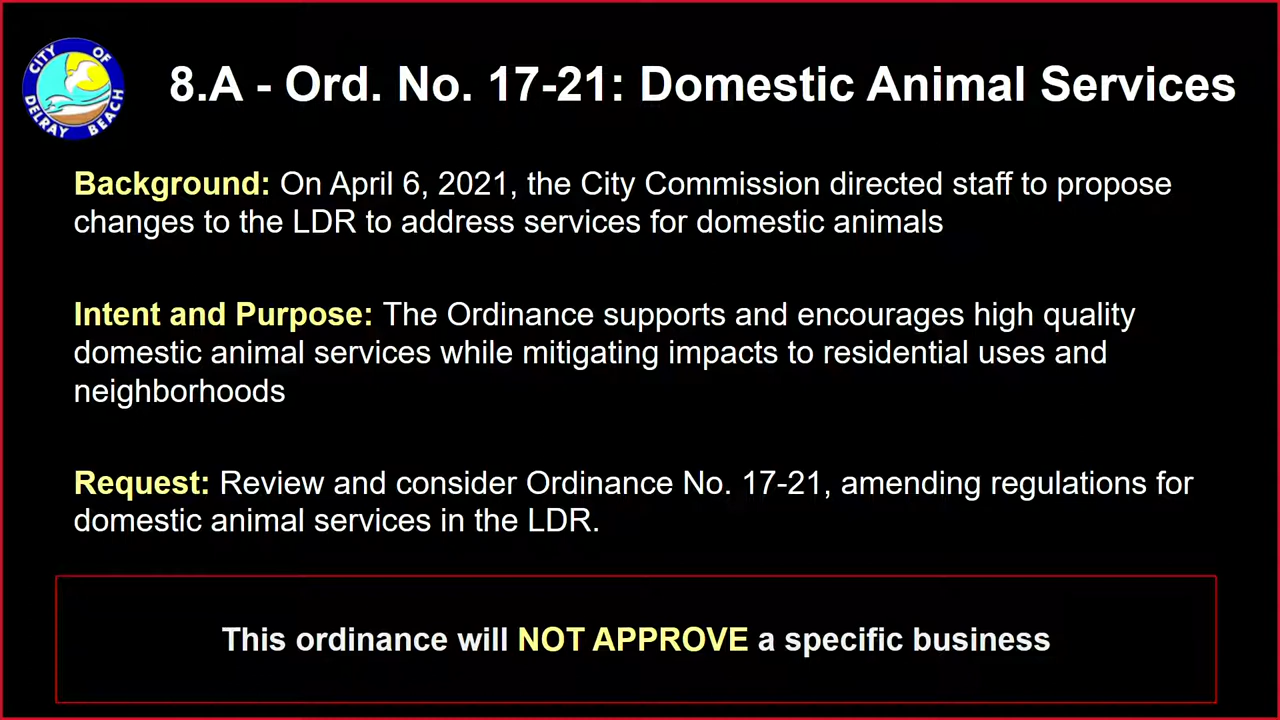 CITY OF
DELRAY BEACH
8.A - Ord. No. 17-21: Domestic Animal Services
Background: On April 6, 2021, the City Commission directed staff to propose
changes to the LDR to address services for domestic animals
Intent and Purpose: The Ordinance supports and encourages high quality
domestic animal services while mitigating impacts to residential uses and
neighborhoods
Request: Review and consider Ordinance No. 17-21, amending regulations for
domestic animal services in the LDR.
This ordinance will NOT APPROVE a specific business